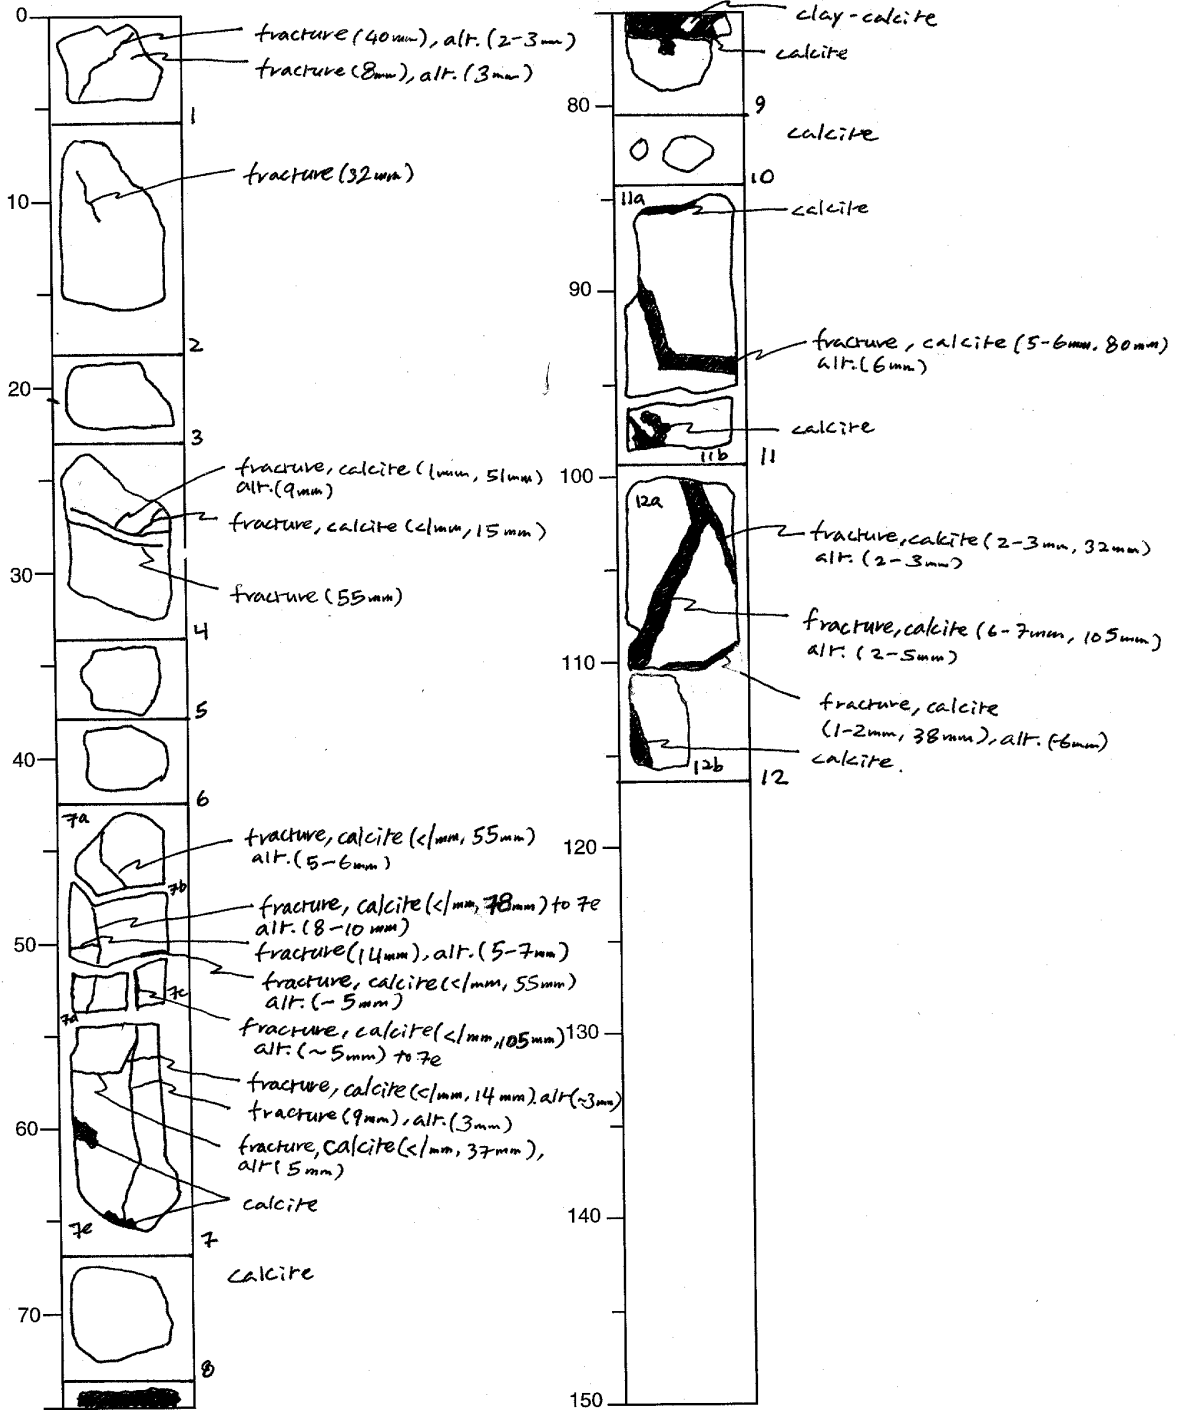 0
fracture (40mm), alt. (2-3mm)
fracture (8mm), alt. (3mm)
1
fracture (32mm)
10
2
20
3
fracture, calcite (1mm, 51mm)
alt. (9mm)
fracture, calcite (<1mm, 15mm)
30
fracture (55mm)
4
5
40
6
7a
fracture, calcite (<1mm, 55mm)
alt. (5-6mm)
7b
fracture, calcite (<1mm, 78mm) to 7e
alt. (8-10 mm)
50
fracture (14mm), alt. (5-7mm)
fracture, calcite (<1mm, 55mm)
alt. (~5mm)
7c
7d
fracture, calcite (<1mm, 105mm)
alt. (~5mm) to 7e
fracture, calcite (<1mm, 14mm) alt (~3mm)
fracture (9mm), alt. (3mm)
60
fracture, calcite (<1mm, 37mm),
alt (5mm)
calcite
7e
7
calcite
70
8
clay-calcite
calcite
80
9
calcite
10
11a
calcite
90
fracture, calcite (5-6mm, 80mm)
alt. (6mm)
calcite
11b
11
100
12a
fracture, calcite (2-3mm, 32mm)
alt. (2-3mm)
fracture, calcite (6-7mm, 105mm)
alt. (2-5mm)
110
fracture, calcite
(1-2mm, 38mm), alt. (~6mm)
calcite.
12b
12
120
130
140
150